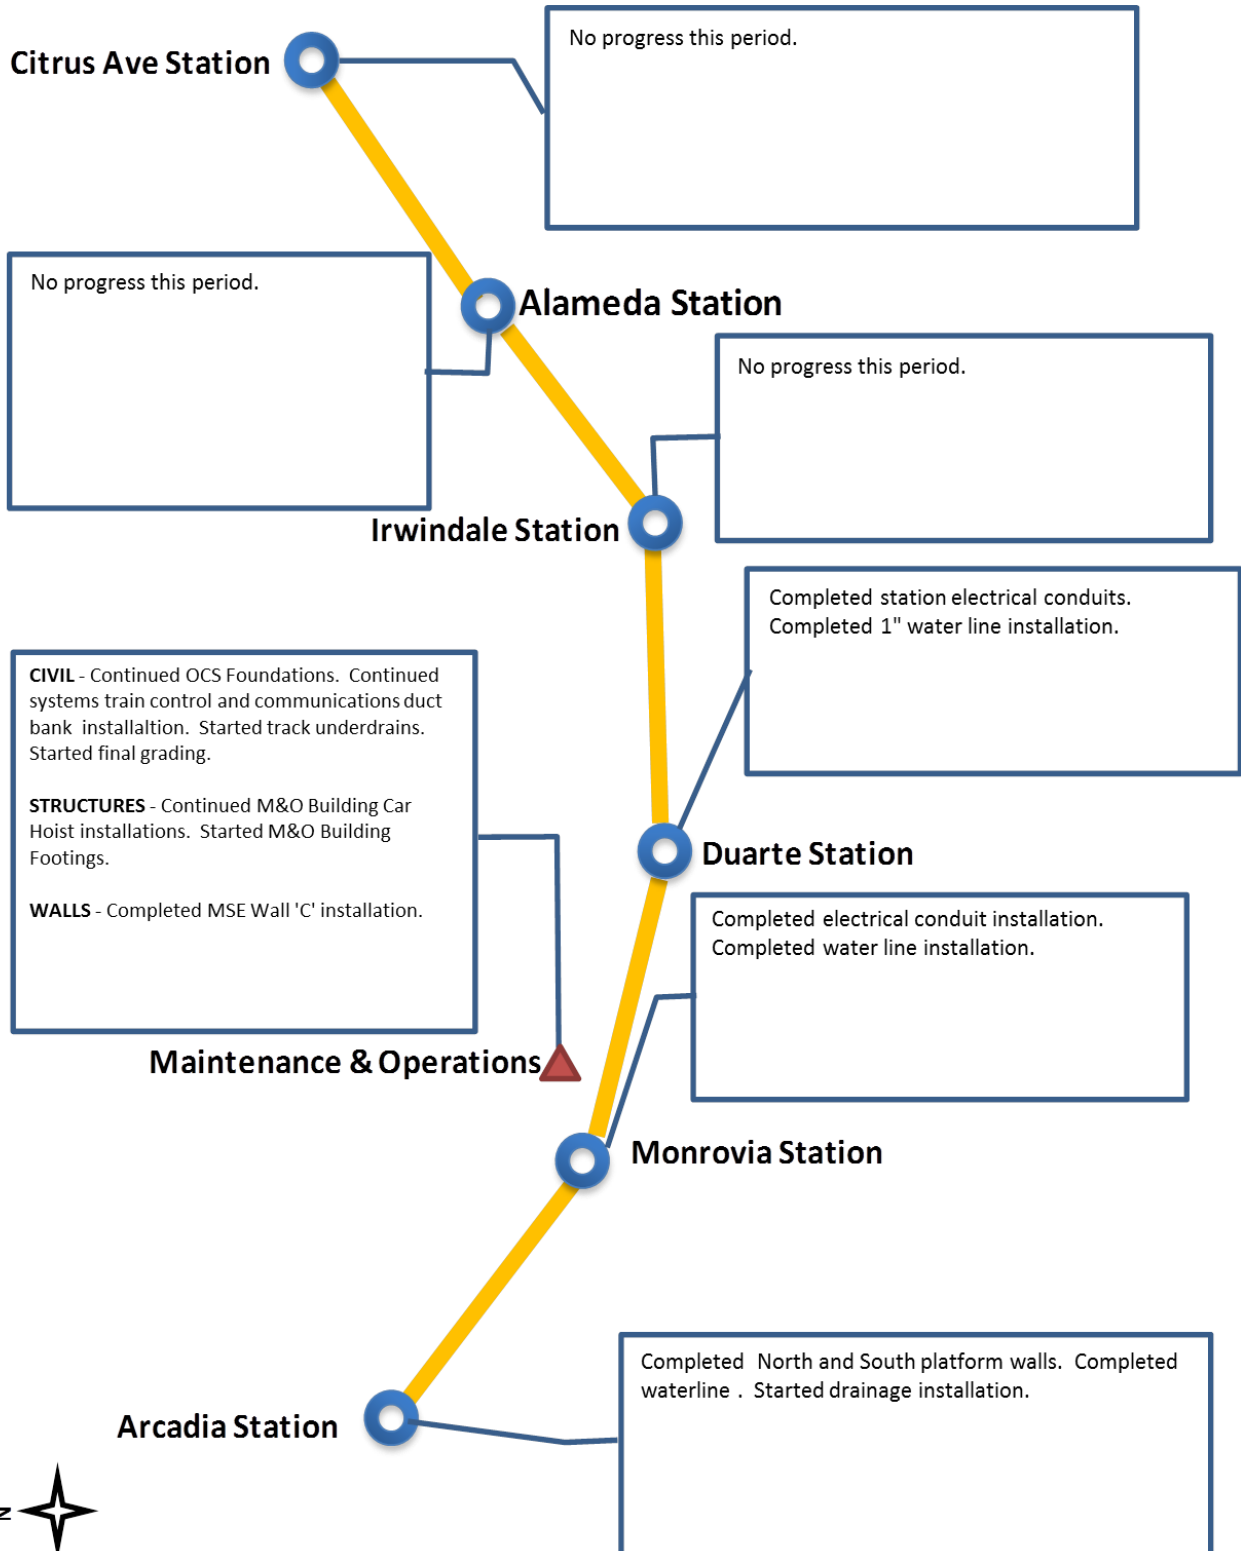 Citrus Ave Station
No progress this period.
No progress this period.
Alameda Station
No progress this period.
Irwindale Station
Completed station electrical conduits.
Completed 1" water line installation.
CIVIL - Continued OCS Foundations. Continued
systems train control and communications duct
bank installaltion. Started track underdrains.
Started final grading.
STRUCTURES - Continued M&O Building Car
Hoist installations. Started M&O Building
Footings.
WALLS - Completed MSE Wall 'C' installation.
Duarte Station
Completed electrical conduit installation.
Completed water line installation.
Maintenance & Operations
Monrovia Station
Completed North and South platform walls. Completed
waterline . Started drainage installation.
Arcadia Station
N